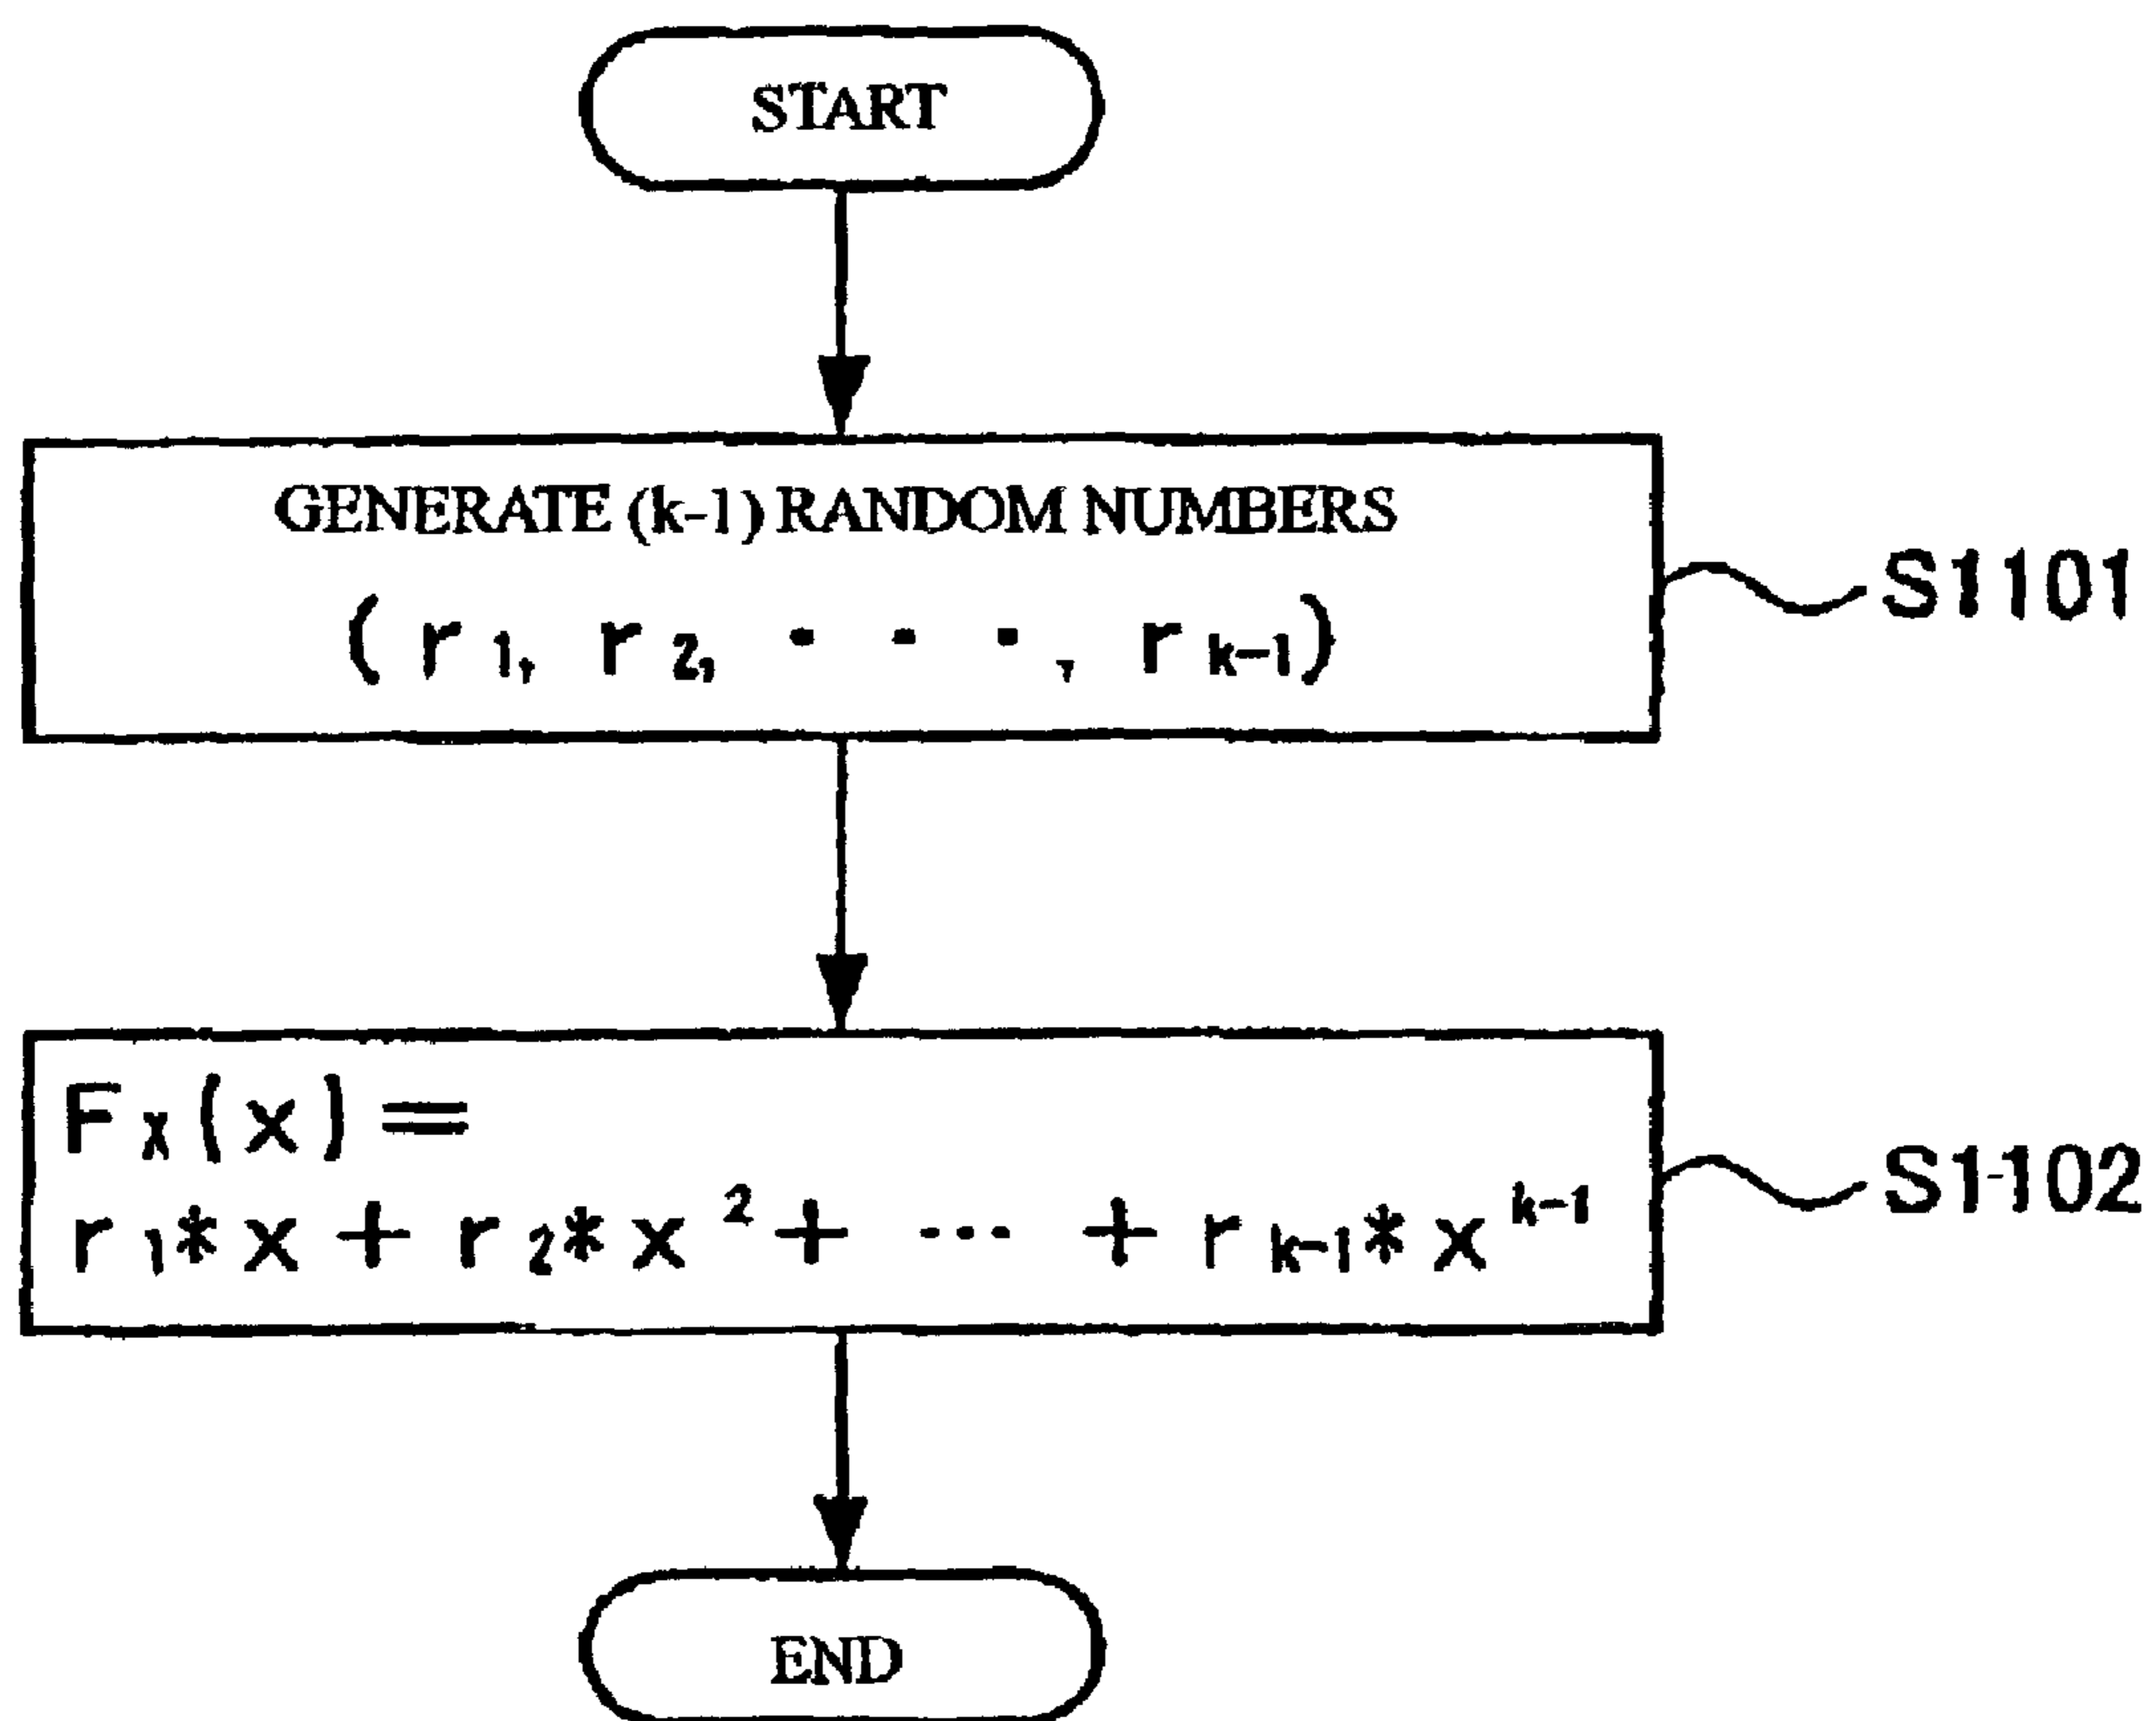 START
GENERATE (k-1) RANDOM NUMBERS
( r₁, r₂, · · · , rₖ₋₁)
S1101
Fₓ(x) =
r₁*x + r₂*x² + ··· + rₖ₋₁*xᵏ⁻¹
S1102
END